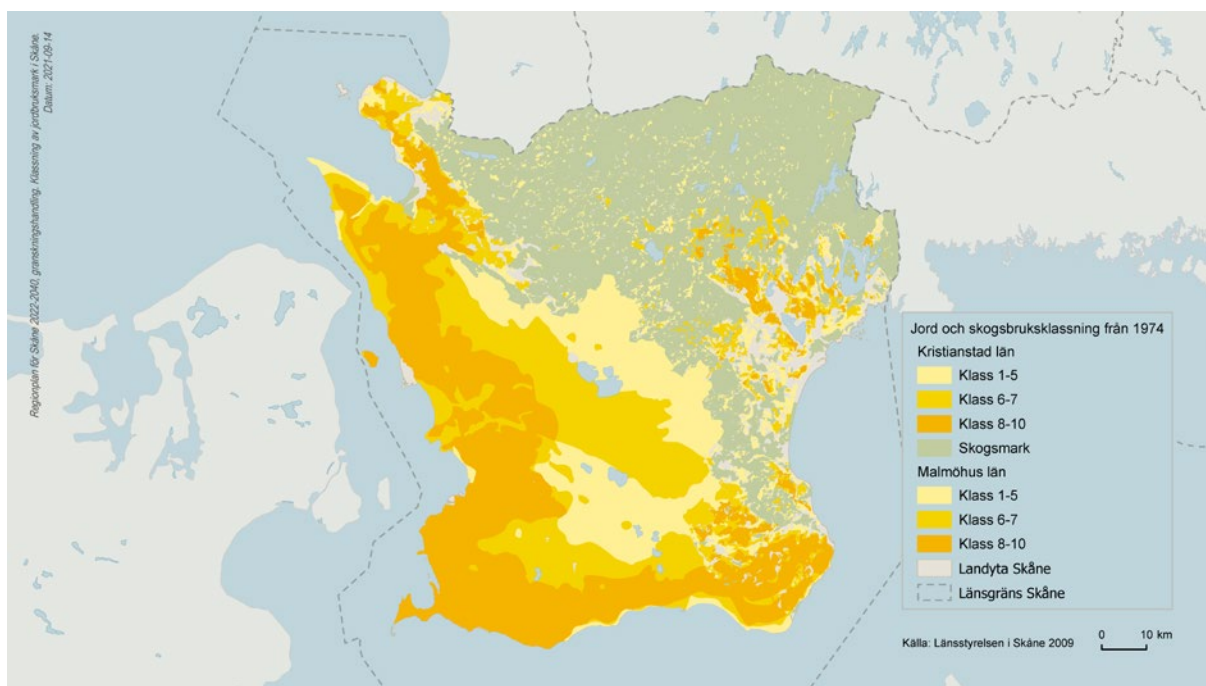 Regionplan för Skåne 2022-2040, granskningshandling. Klassning av jordbruksmark i Skåne.
Datum: 2021-09-14
Jord och skogsbruksklassning från 1974
Kristianstad län
Klass 1-5
Klass 6-7
Klass 8-10
Skogsmark
Malmöhus län
Klass 1-5
Klass 6-7
Klass 8-10
Landyta Skåne
Länsgräns Skåne
Källa: Länsstyrelsen i Skåne 2009
0 10 km